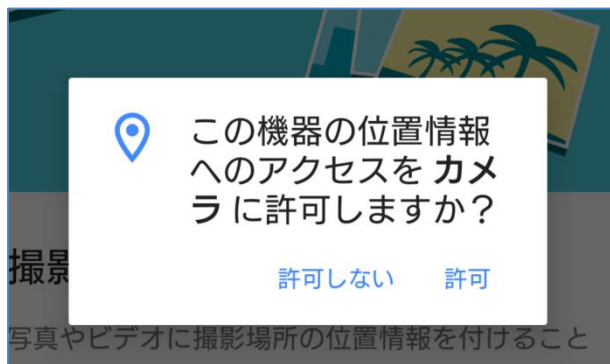 この機器の位置情報
へのアクセスを カメ
ラ に許可しますか？
許可しない 許可
撮影
写真やビデオに撮影場所の位置情報を付けること